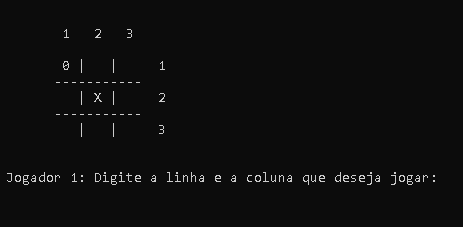 1 2 3
0 | | 1
-----------
| X | 2
-----------
| | 3
Jogador 1: Digite a linha e a coluna que deseja jogar: